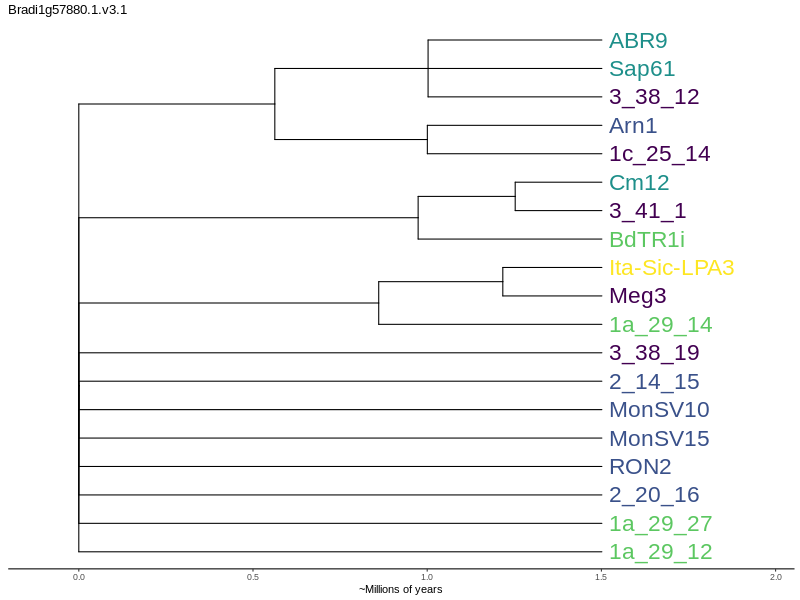 Bradi1g57880.1.v3.1
ABR9
Sap61
3_38_12
Arn1
1c_25_14
Cm12
3_41_1
BdTR1i
Ita-Sic-LPA3
Meg3
1a_29_14
3_38_19
2_14_15
MonSV10
MonSV15
RON2
2_20_16
1a_29_27
1a_29_12
0.0 0.5 1.0 1.5 2.0
~Millions of years